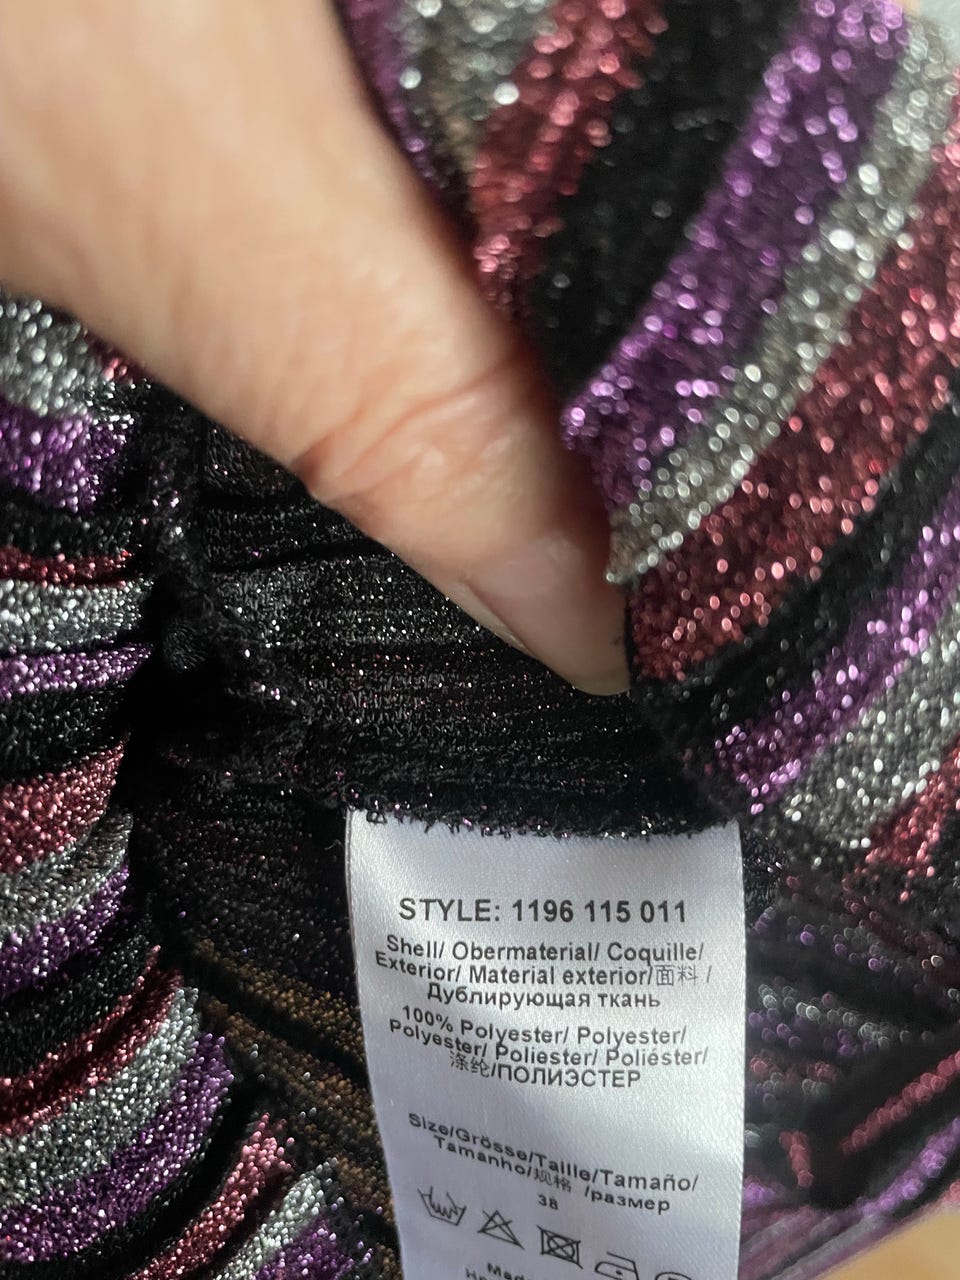 STYLE: 1196 115 011
Shell/ Obermaterial/ Coquille/
Exterior/ Material exterior/面料 /
Дублирующая ткань
100% Polyester/ Polyester/
Polyester/ Poliester/ Poliéster/
涤纶/ПОЛИЭСТЕР
Size/Grösse/Taille/Tamaño/
Tamanho/规格 /размер
38